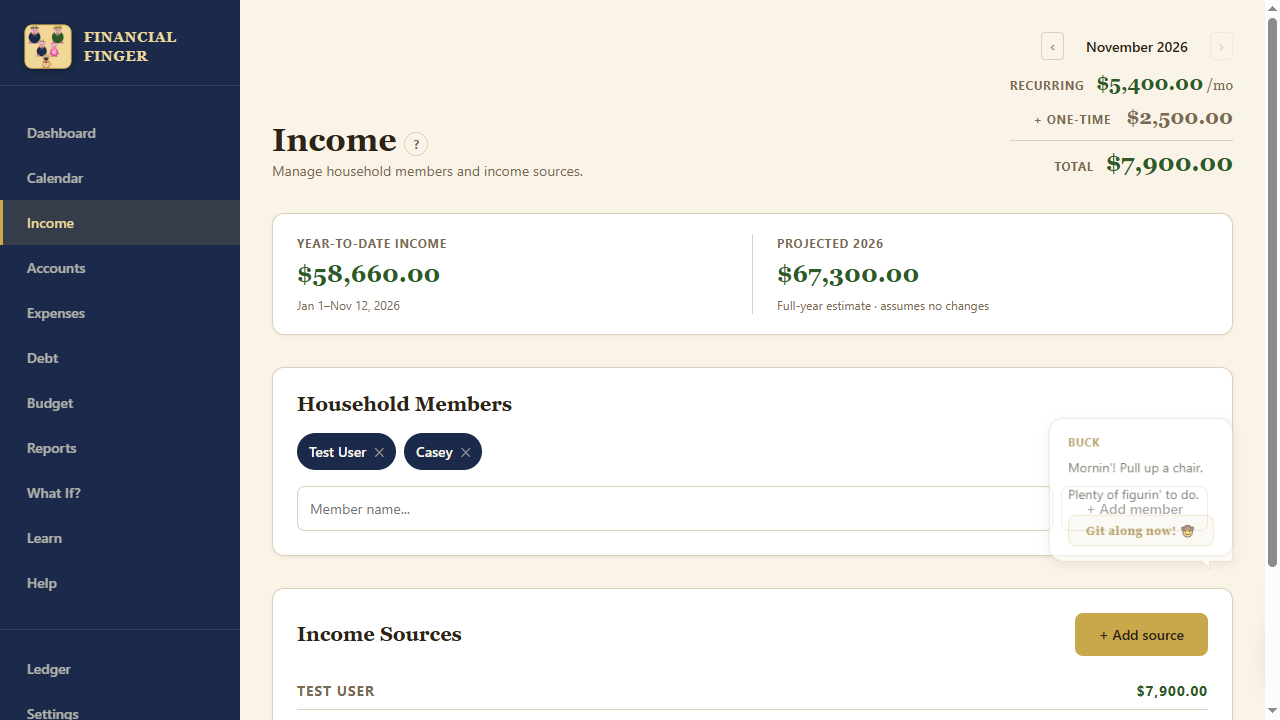 FINANCIAL
FINGER
Dashboard
Calendar
Income
Accounts
Expenses
Debt
Budget
Reports
What If?
Learn
Help
Ledger
Settings
‹ November 2026 ›
RECURRING $5,400.00 /mo
+ ONE-TIME $2,500.00
TOTAL $7,900.00
Income ?
Manage household members and income sources.
YEAR-TO-DATE INCOME
$58,660.00
Jan 1–Nov 12, 2026
PROJECTED 2026
$67,300.00
Full-year estimate · assumes no changes
Household Members
Test User ×
Casey ×
Member name...
+ Add member
BUCK
Mornin'! Pull up a chair.
Plenty of figurin' to do.
Git along now! 🤠
Income Sources
+ Add source
TEST USER $7,900.00